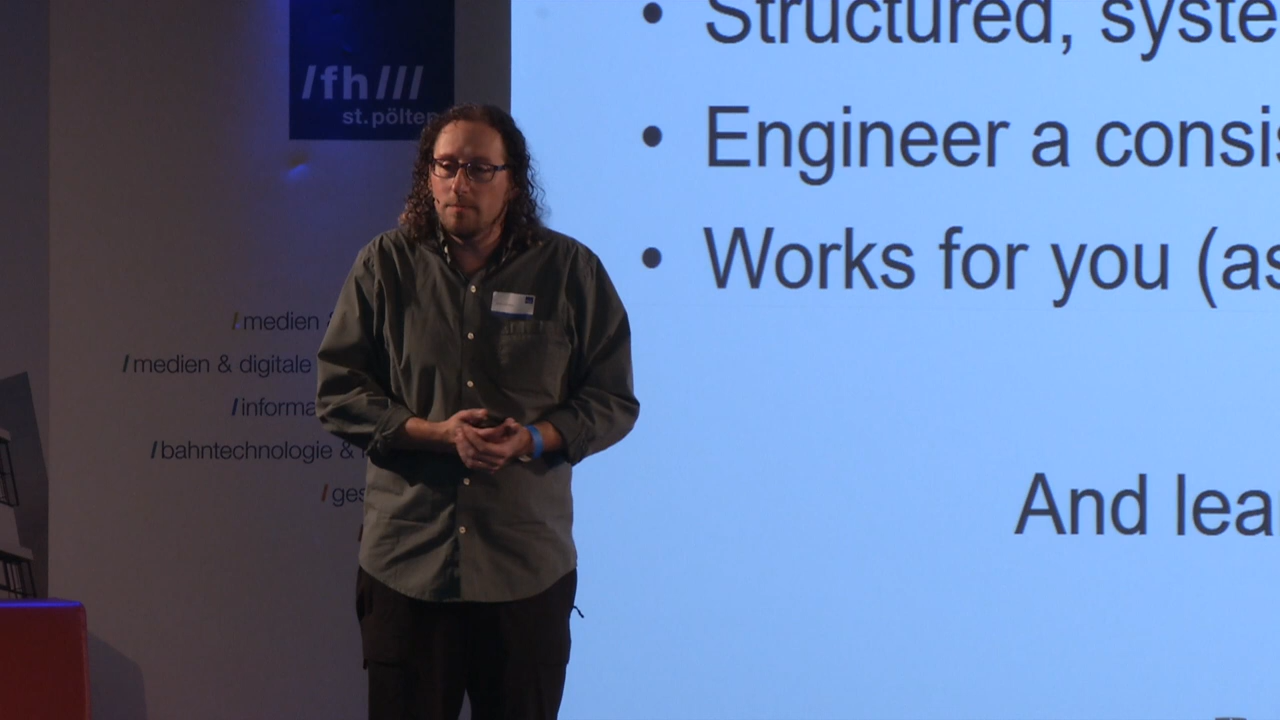 /fh///
st.pölten
/medien &
/medien & digitale
/informa
/bahntechnologie &
/ges
• Structured, syste
• Engineer a consis
• Works for you (as
And lea